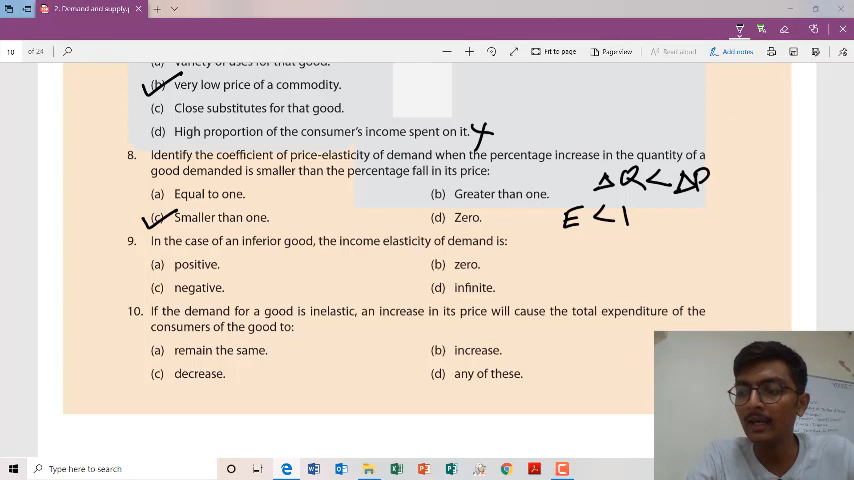 2. Demand and supply.p
10 of 24
Fit to page
Read aloud
Add notes
(a) variety of uses for that good.
(b) very low price of a commodity.
(c) Close substitutes for that good.
(d) High proportion of the consumer's income spent on it.
8. Identify the coefficient of price-elasticity of demand when the percentage increase in the quantity of a
good demanded is smaller than the percentage fall in its price:
ΔQ < ΔP
(a) Equal to one. (b) Greater than one.
(c) Smaller than one. (d) Zero.
E < 1
9. In the case of an inferior good, the income elasticity of demand is:
(a) positive. (b) zero.
(c) negative. (d) infinite.
10. If the demand for a good is inelastic, an increase in its price will cause the total expenditure of the
consumers of the good to:
(a) remain the same. (b) increase.
(c) decrease. (d) any of these.
Type here to search